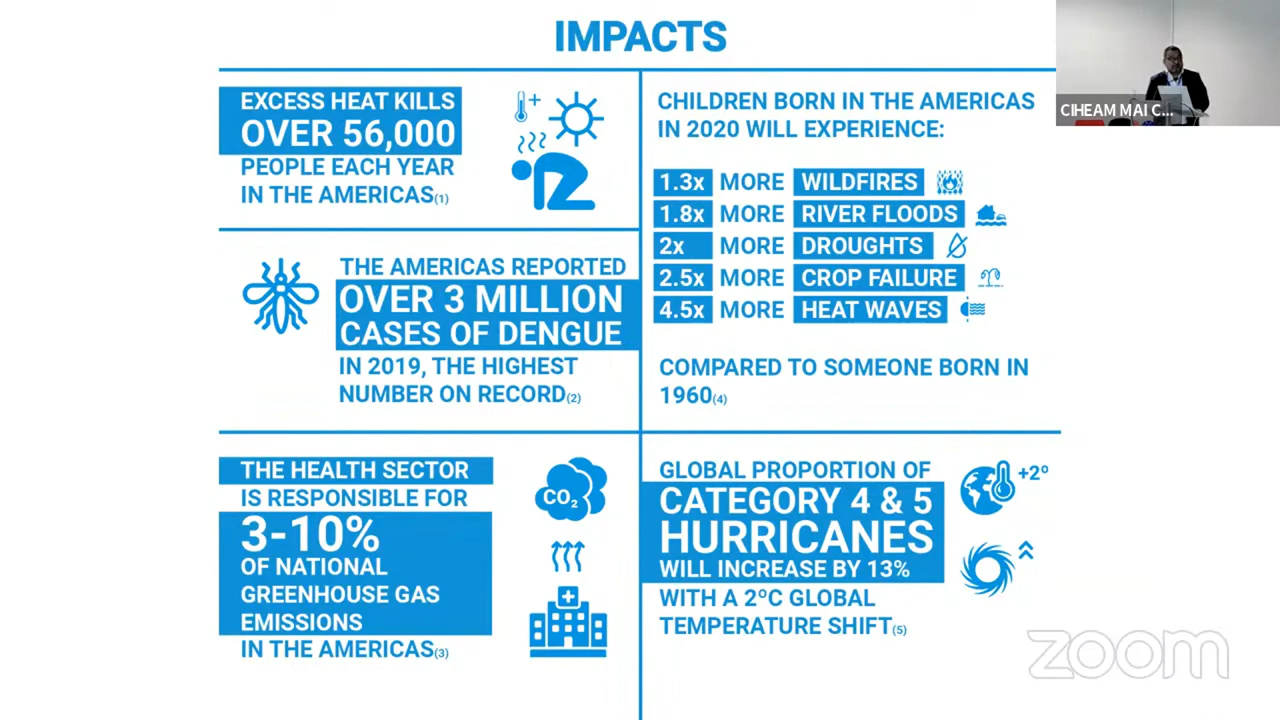 IMPACTS
EXCESS HEAT KILLS
OVER 56,000
PEOPLE EACH YEAR
IN THE AMERICAS(1)
THE AMERICAS REPORTED
OVER 3 MILLION
CASES OF DENGUE
IN 2019, THE HIGHEST
NUMBER ON RECORD(2)
THE HEALTH SECTOR
IS RESPONSIBLE FOR
3-10%
OF NATIONAL
GREENHOUSE GAS
EMISSIONS
IN THE AMERICAS(3)
CO₂
CHILDREN BORN IN THE AMERICAS
IN 2020 WILL EXPERIENCE:
1.3x MORE WILDFIRES
1.8x MORE RIVER FLOODS
2x MORE DROUGHTS
2.5x MORE CROP FAILURE
4.5x MORE HEAT WAVES
COMPARED TO SOMEONE BORN IN
1960(4)
GLOBAL PROPORTION OF
CATEGORY 4 & 5
HURRICANES
WILL INCREASE BY 13%
WITH A 2ºC GLOBAL
TEMPERATURE SHIFT(5)
+2º
CIHEAM MAI C...
zoom